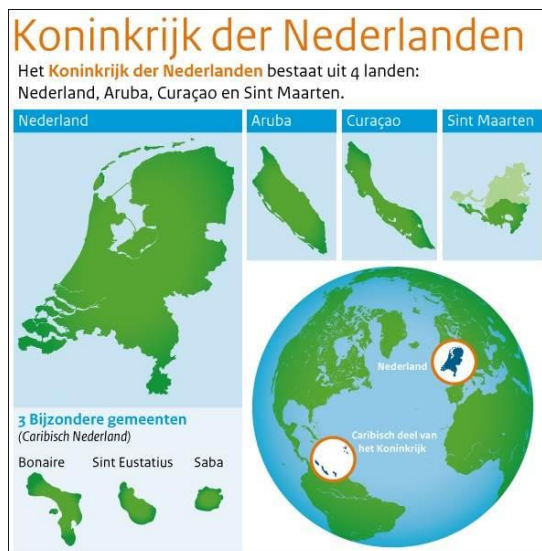 Koninkrijk der Nederlanden
Het Koninkrijk der Nederlanden bestaat uit 4 landen:
Nederland, Aruba, Curaçao en Sint Maarten.
Nederland
Aruba
Curaçao
Sint Maarten
3 Bijzondere gemeenten
(Caribisch Nederland)
Bonaire
Sint Eustatius
Saba
Nederland
Caribisch deel van
het Koninkrijk